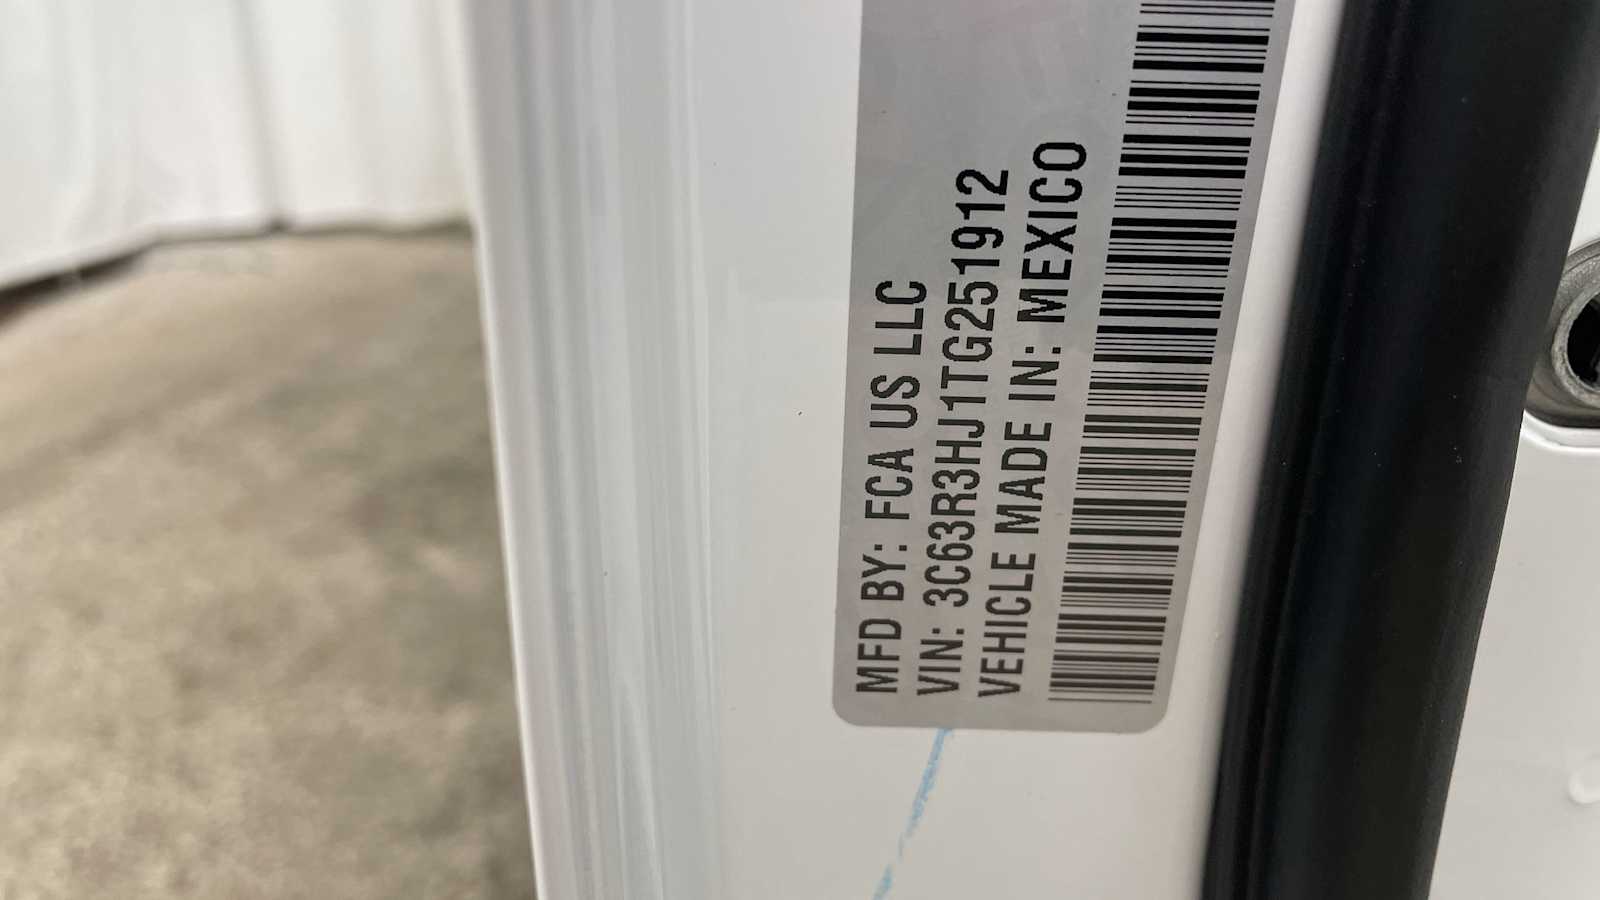 MFD BY: FCA US LLC
VIN: 3C63R3HJ1TG251912
VEHICLE MADE IN: MEXICO